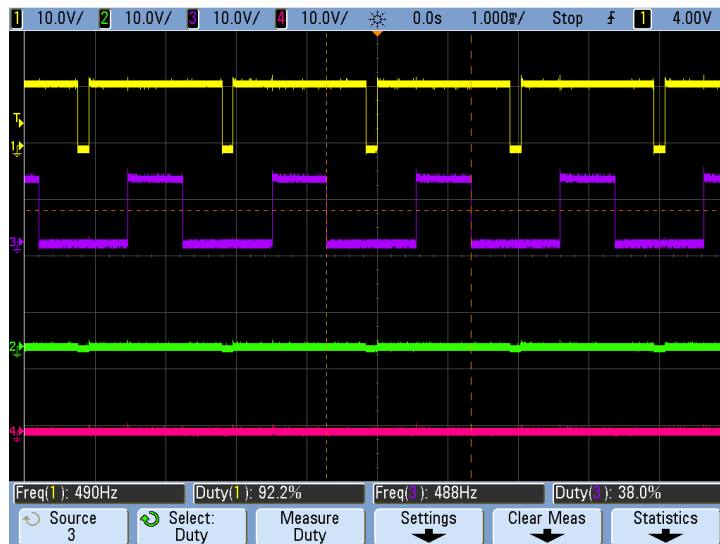 1 10.0V/ 2 10.0V/ 3 10.0V/ 4 10.0V/ 0.0s 1.000ms/ Stop 1 4.00V
T
1
3
2
4
Freq(1): 490Hz Duty(1): 92.2% Freq(3): 488Hz Duty(3): 38.0%
Source Select: Measure Settings Clear Meas Statistics
3 Duty Duty